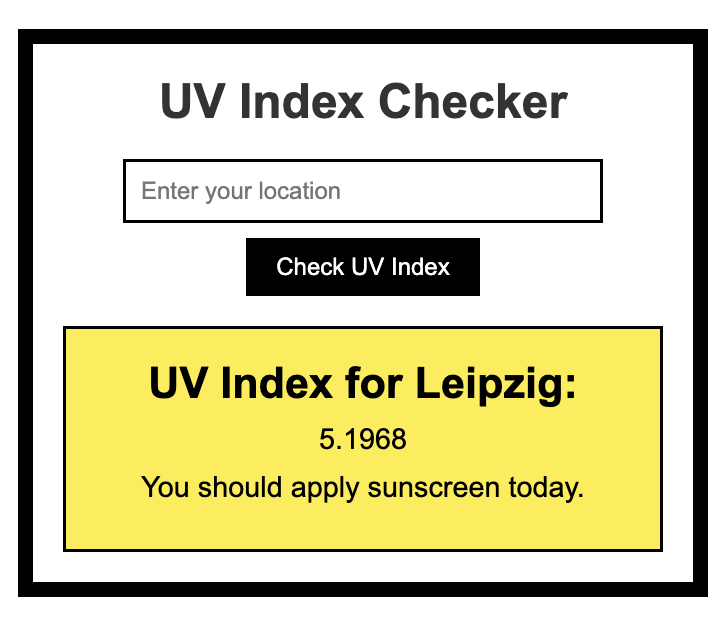 UV Index Checker
Enter your location
Check UV Index
UV Index for Leipzig:
5.1968
You should apply sunscreen today.